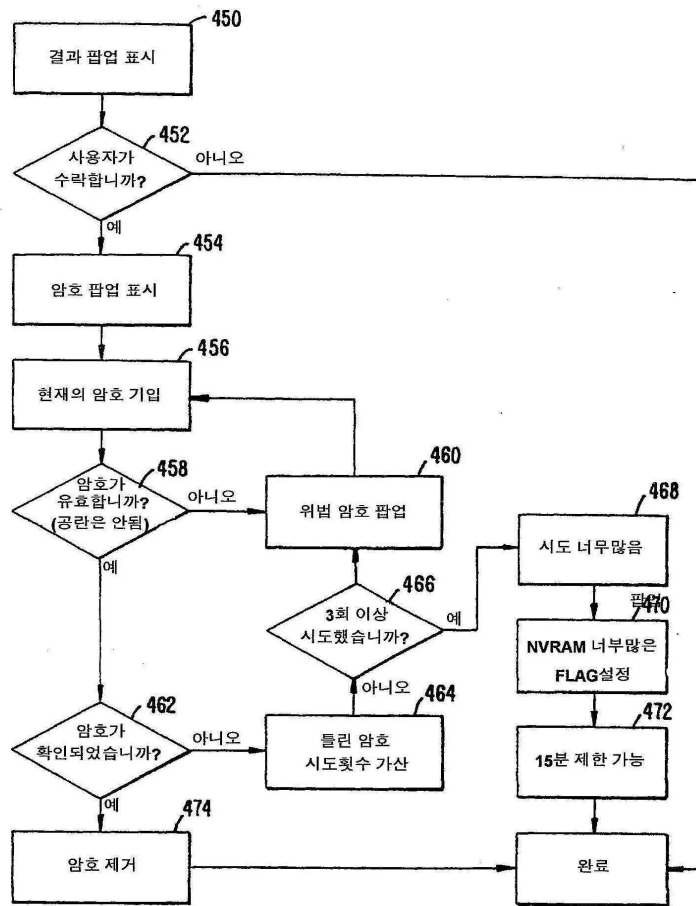 450
결과 팝업 표시
452
사용자가
수락합니까?
아니오
예
454
암호 팝업 표시
456
현재의 암호 기입
458
암호가
유효합니까?
(공란은 안됨)
아니오
예
460
위법 암호 팝업
466
3회 이상
시도했습니까?
예
아니오
468
시도 너무많음
팝업
470
NVRAM 너부많은
FLAG설정
462
암호가
확인되었습니까?
아니오
예
464
틀린 암호
시도횟수 가산
472
15분 제한 가능
474
암호 제거
완료